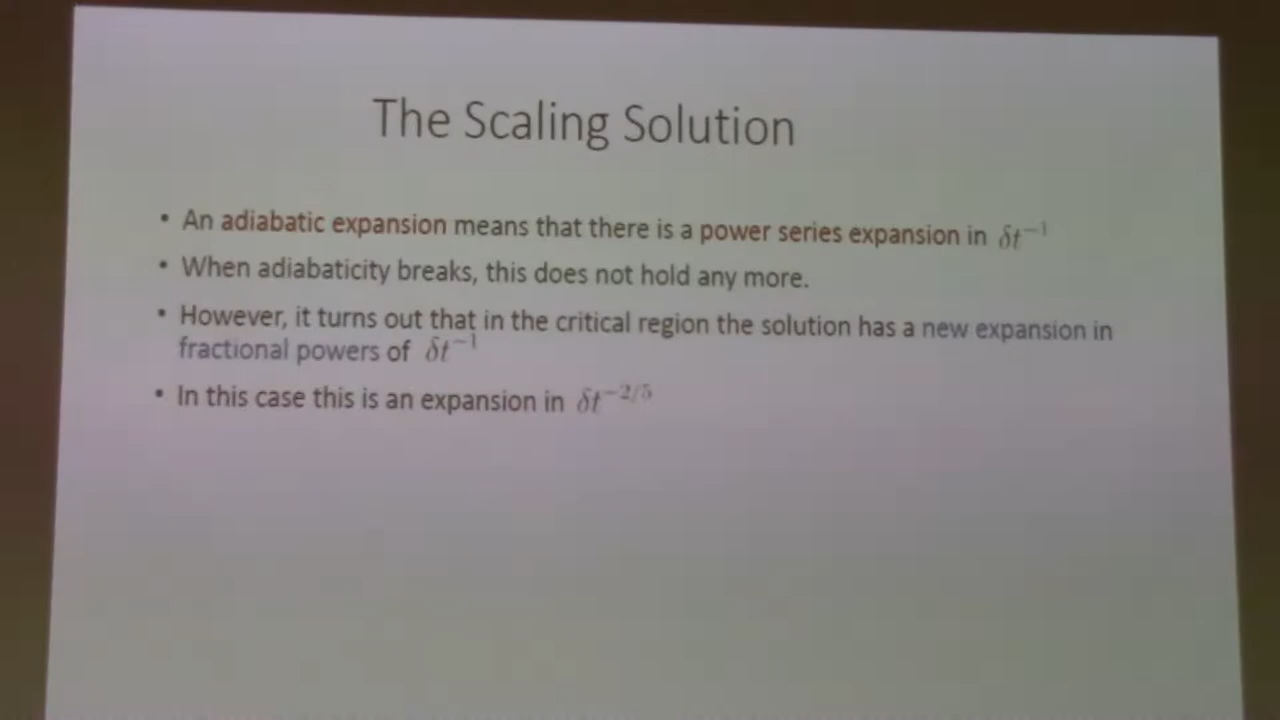 The Scaling Solution
• An adiabatic expansion means that there is a power series expansion in δt⁻¹
• When adiabaticity breaks, this does not hold any more.
• However, it turns out that in the critical region the solution has a new expansion in
fractional powers of δt⁻¹
• In this case this is an expansion in δt⁻²/⁵